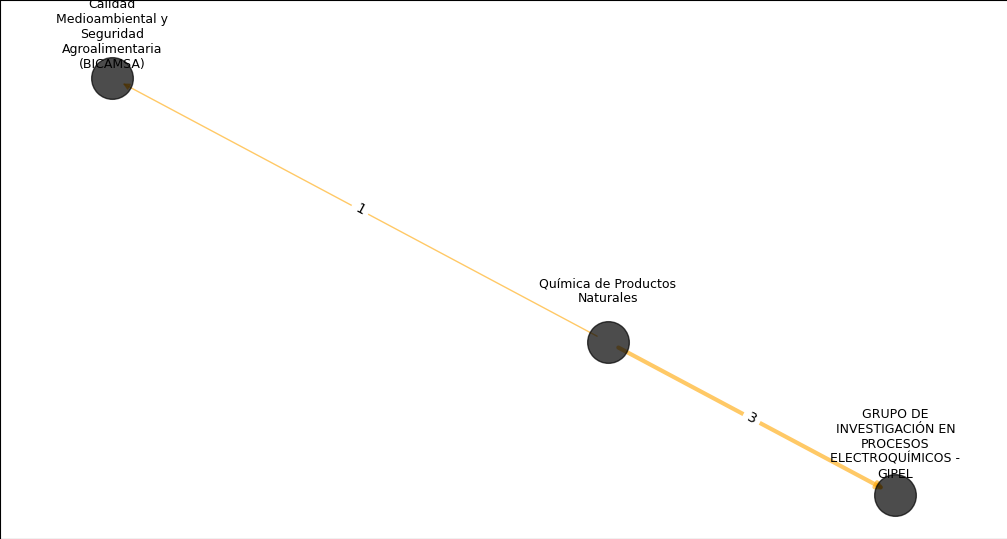 Calidad
Medioambiental y
Seguridad
Agroalimentaria
(BICAMSA)
1
Química de Productos
Naturales
3
GRUPO DE
INVESTIGACIÓN EN
PROCESOS
ELECTROQUÍMICOS -
GIPEL